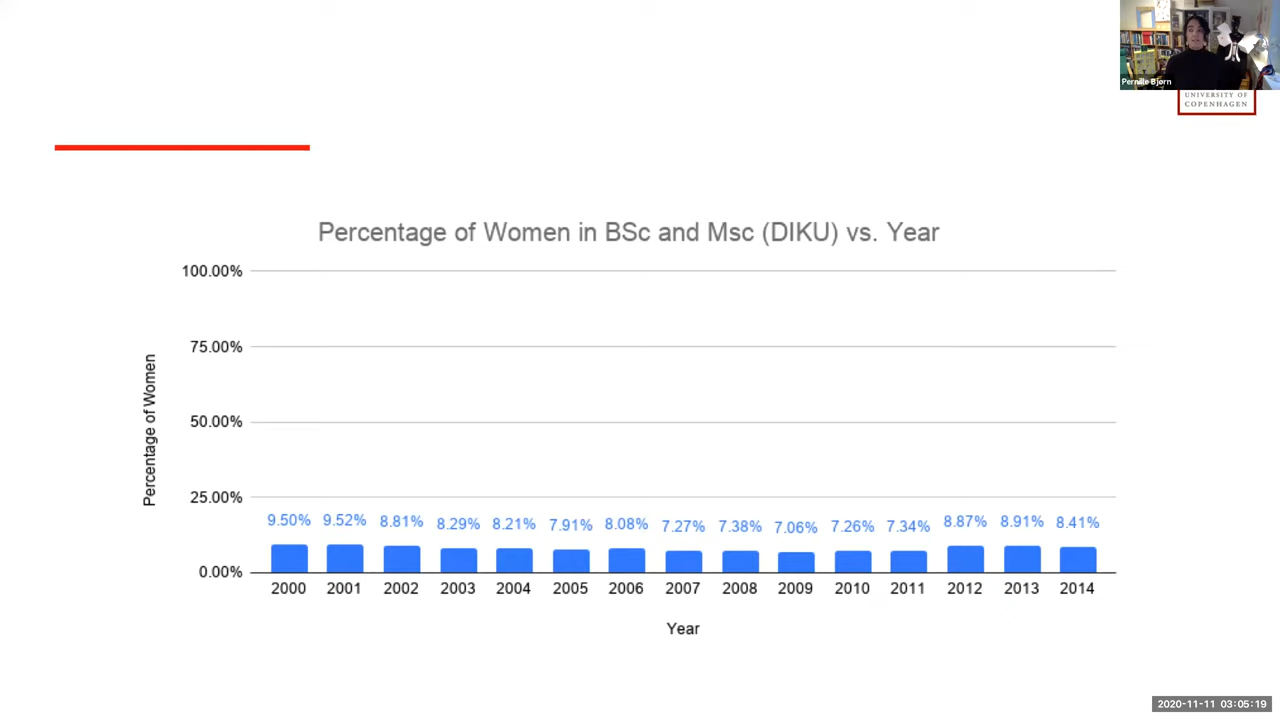 Pernille Bjørn
UNIVERSITY OF
COPENHAGEN
Percentage of Women in BSc and Msc (DIKU) vs. Year
100.00%
75.00%
50.00%
25.00%
0.00%
Percentage of Women
9.50% 9.52% 8.81% 8.29% 8.21% 7.91% 8.08% 7.27% 7.38% 7.06% 7.26% 7.34% 8.87% 8.91% 8.41%
2000 2001 2002 2003 2004 2005 2006 2007 2008 2009 2010 2011 2012 2013 2014
Year
2020-11-11 03:05:19